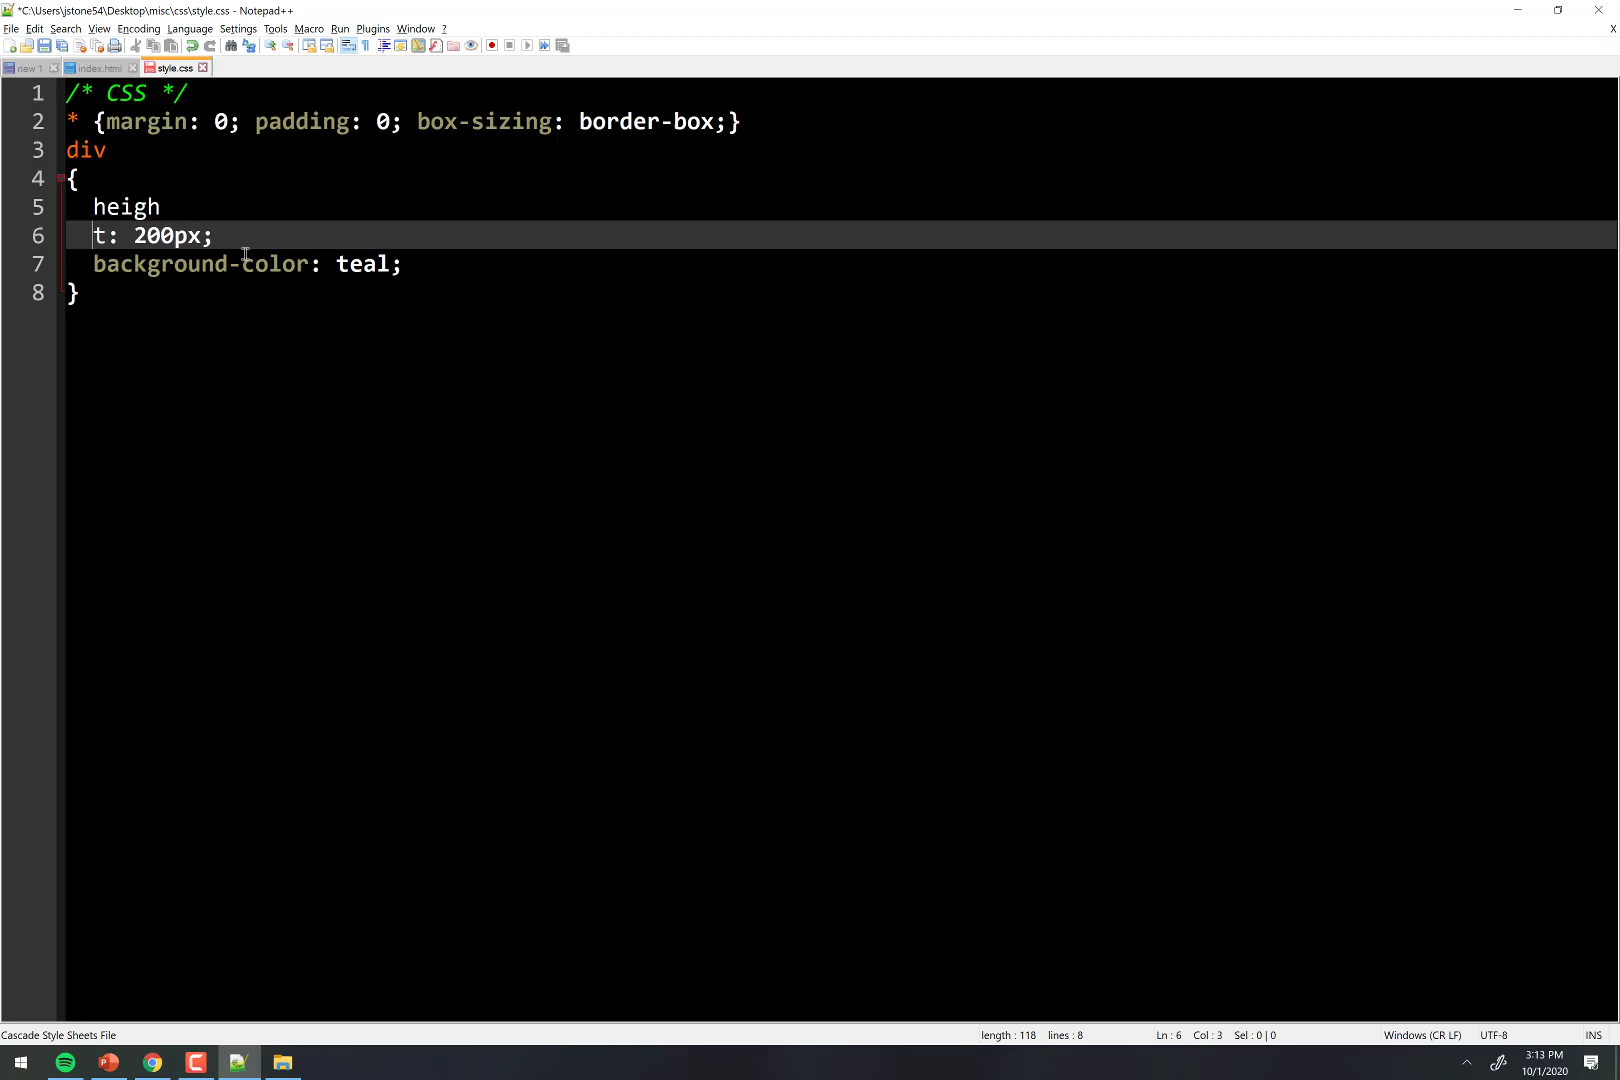 *C:\Users\jstone54\Desktop\misc\css\style.css - Notepad++
File Edit Search View Encoding Language Settings Tools Macro Run Plugins Window ? X
new 1 index.html style.css
1 /* CSS */
2 * {margin: 0; padding: 0; box-sizing: border-box;}
3 div
4 {
5 heigh
6 t: 200px;
7 background-color: teal;
8 }
Cascade Style Sheets File length : 118 lines : 8 Ln : 6 Col : 3 Sel : 0 | 0 Windows (CR LF) UTF-8 INS
3:13 PM
10/1/2020